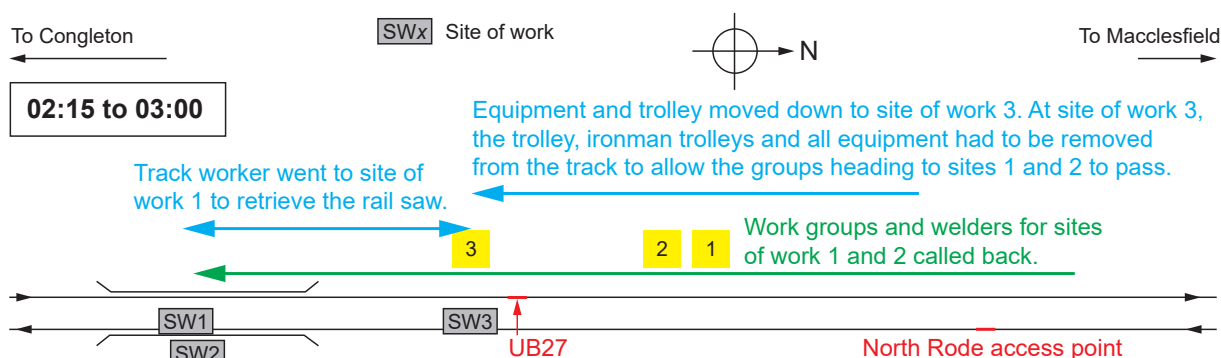 To Congleton
SWx Site of work
N
To Macclesfield
02:15 to 03:00
Equipment and trolley moved down to site of work 3. At site of work 3,
the trolley, ironman trolleys and all equipment had to be removed
from the track to allow the groups heading to sites 1 and 2 to pass.
Track worker went to site of
work 1 to retrieve the rail saw.
Work groups and welders for sites
of work 1 and 2 called back.
3
2
1
SW1
SW3
SW2
UB27
North Rode access point